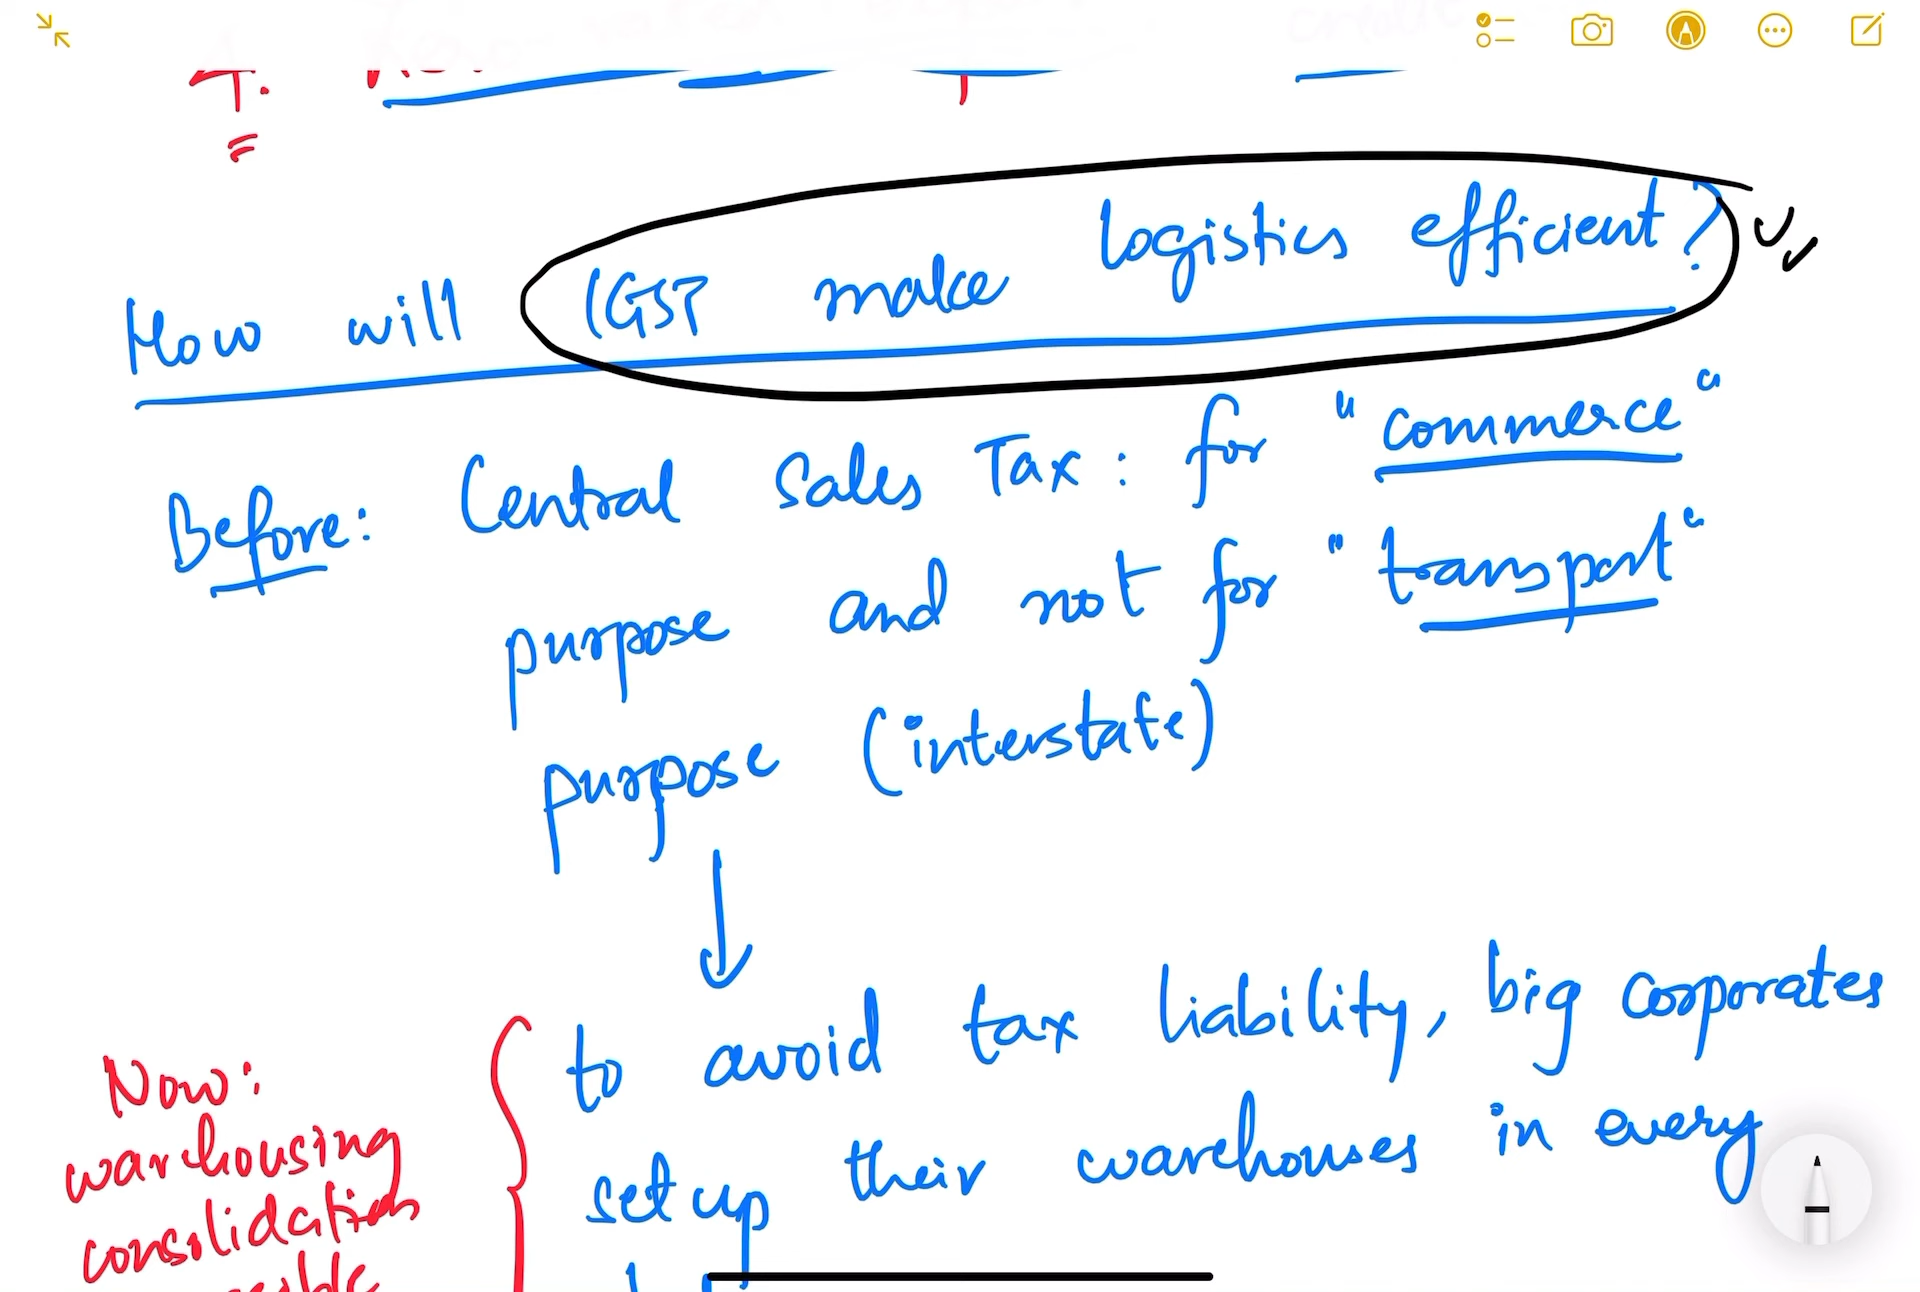 4.
How will IGST make logistics efficient?
Before: Central Sales Tax: for "commerce"
purpose and not for "transport"
purpose (interstate)
to avoid tax liability, big corporates
set up their warehouses in every
Now:
warehousing
consolidation